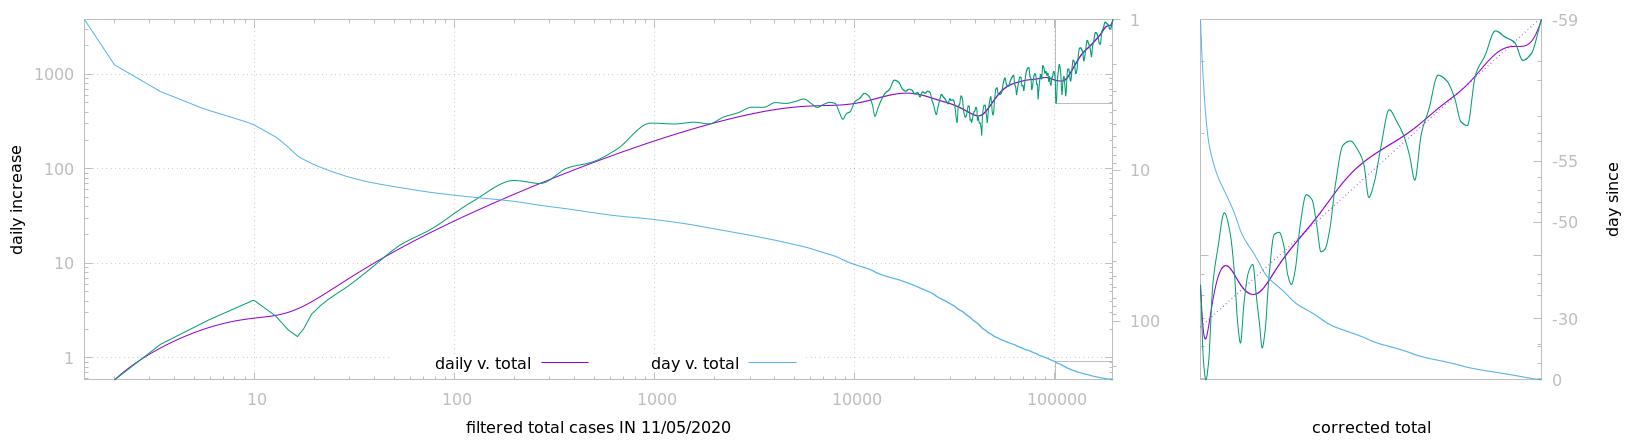 1000
100
10
1
daily increase
10
100
1000
10000
100000
filtered total cases IN 11/05/2020
daily v. total
day v. total
1
10
100
-59
-55
-50
-30
0
day since
corrected total